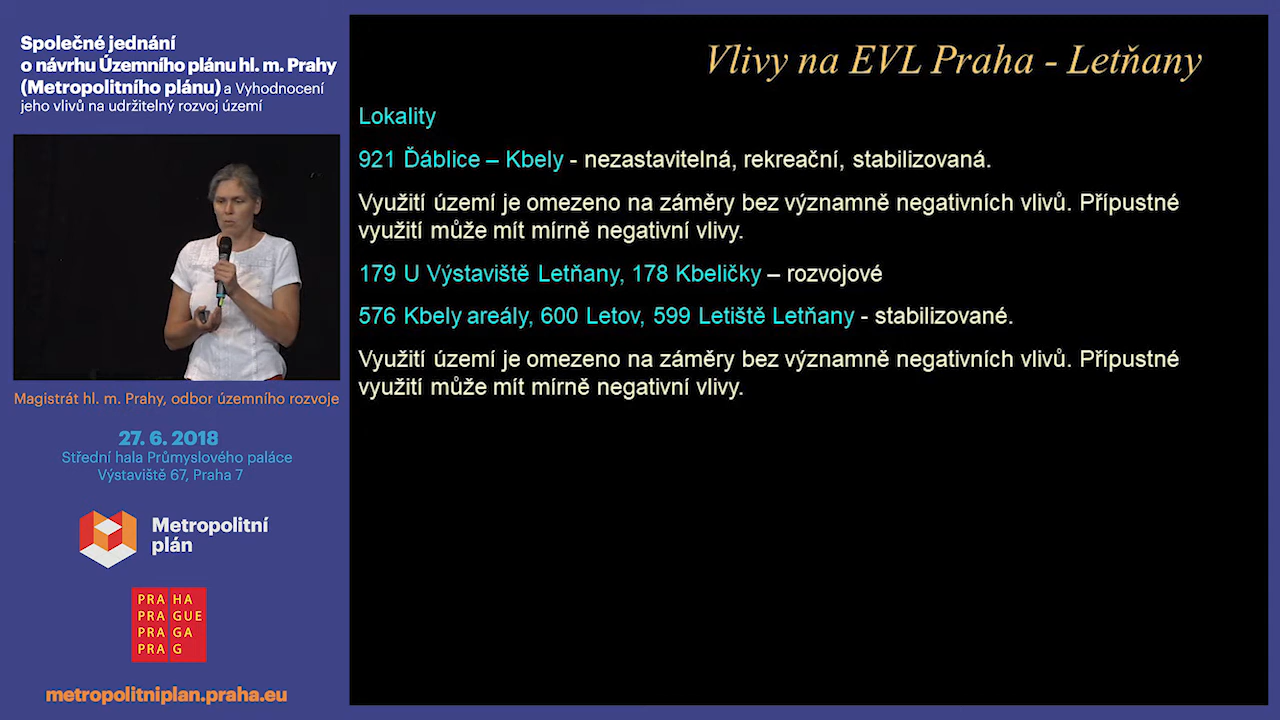 Společné jednání
o návrhu Územního plánu hl. m. Prahy
(Metropolitního plánu) a Vyhodnocení
jeho vlivů na udržitelný rozvoj území
Magistrát hl. m. Prahy, odbor územního rozvoje
27. 6. 2018
Střední hala Průmyslového paláce
Výstaviště 67, Praha 7
Metropolitní
plán
PRA HA
PRA GUE
PRA GA
PRA G
metropolitniplan.praha.eu
Vlivy na EVL Praha - Letňany
Lokality
921 Ďáblice – Kbely - nezastavitelná, rekreační, stabilizovaná.
Využití území je omezeno na záměry bez významně negativních vlivů. Přípustné
využití může mít mírně negativní vlivy.
179 U Výstaviště Letňany, 178 Kbeličky – rozvojové
576 Kbely areály, 600 Letov, 599 Letiště Letňany - stabilizované.
Využití území je omezeno na záměry bez významně negativních vlivů. Přípustné
využití může mít mírně negativní vlivy.